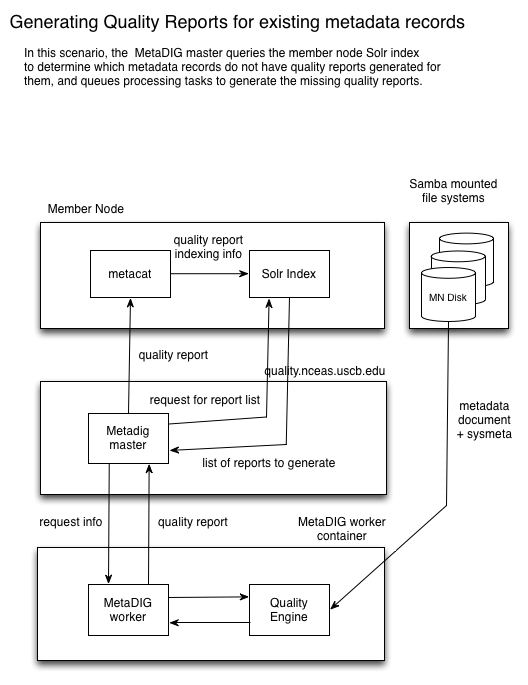 Generating Quality Reports for existing metadata records
In this scenario, the  MetaDIG master queries the member node Solr index
to determine which metadata records do not have quality reports generated for
them, and queues processing tasks to generate the missing quality reports.
Samba mounted
file systems
Member Node
quality report
indexing info
metacat
Solr Index
MN Disk
quality report
quality.nceas.uscb.edu
request for report list
Metadig
master
metadata
document
+ sysmeta
list of reports to generate
request info
quality report
MetaDIG worker
container
MetaDIG
worker
Quality
Engine